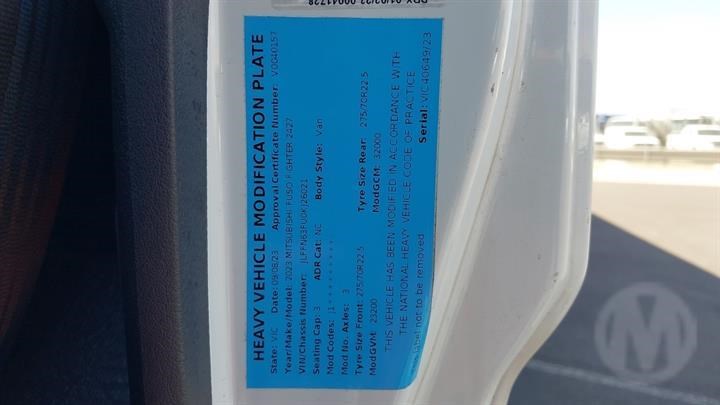 HEAVY VEHICLE MODIFICATION PLATE
State: VIC Date: 09/08/23 Approval Certificate Number: V0040157
Year/Make/Model: 2023 MITSUBISHI FUSO FIGHTER 2427
VIN/Chassis Number: JLFFN63FU0KJ26021
Seating Cap: 3 ADR Cat: NC Body Style: Van
Mod Codes: J1
Mod No. Axles: 3
Tyre Size Front: 275/70R22.5 Tyre Size Rear: 275/70R22.5
ModGVM: 23200 ModGCM: 32000
THIS VEHICLE HAS BEEN MODIFIED IN ACCORDANCE WITH
THE NATIONAL HEAVY VEHICLE CODE OF PRACTICE
label not to be removed Serial: VIC40649/23
M